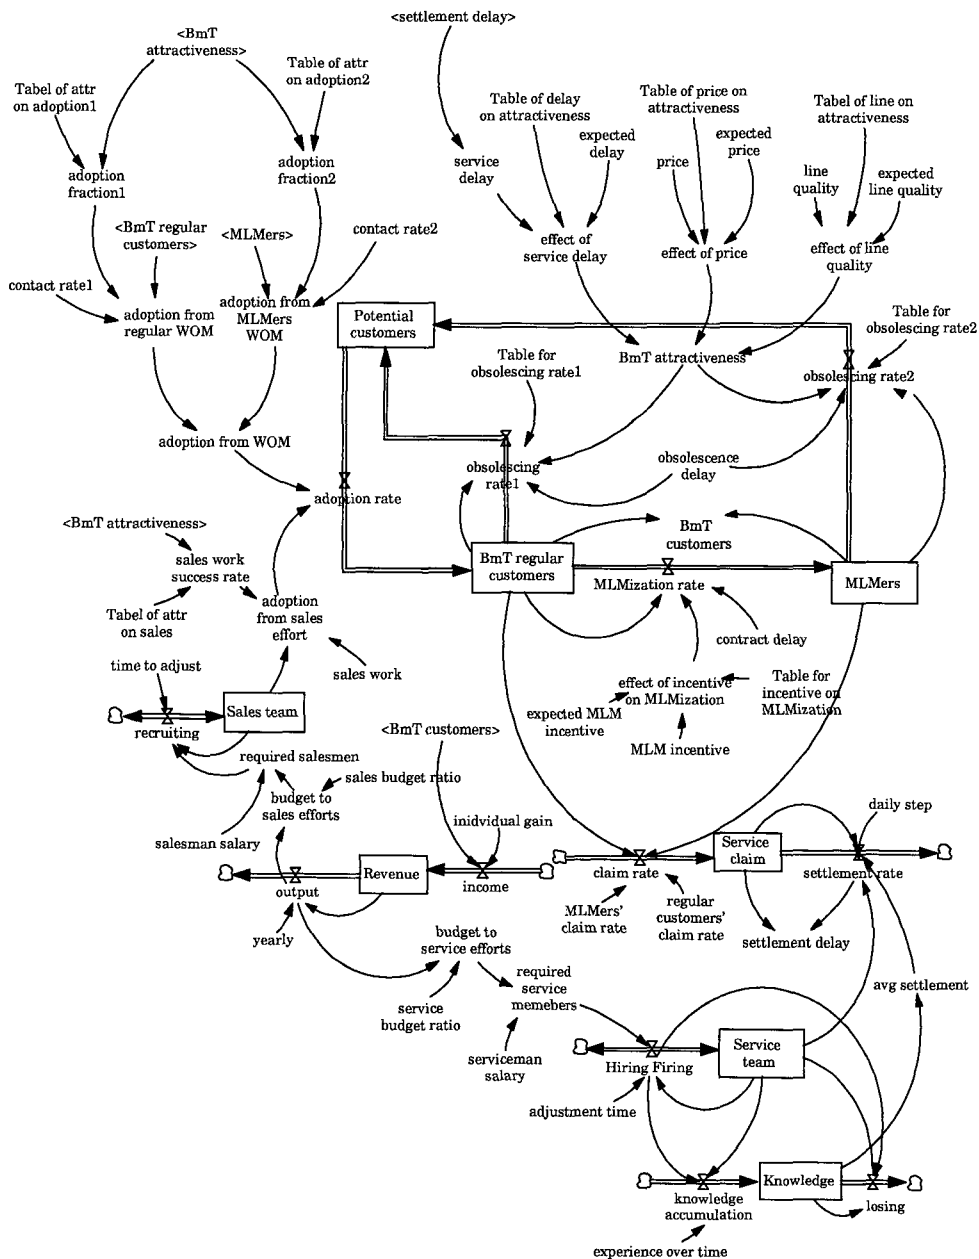 <settlement delay>
<BmT
attractiveness>
Tabel of attr
on adoption1
Table of attr
on adoption2
adoption
fraction1
adoption
fraction2
<BmT regular
customers>
<MLMers>
contact rate2
contact rate1
adoption from
regular WOM
adoption from
MLMers
WOM
adoption from WOM
adoption rate
Table of delay
on attractiveness
expected
delay
service
delay
effect of
service delay
Table of price on
attractiveness
price
expected
price
effect of price
Tabel of line on
attractiveness
line
quality
expected
line quality
effect of line
quality
Potential
customers
Table for
obsolescing rate1
BmT attractiveness
Table for
obsolescing rate2
obsolescing rate2
obsolescing
rate1
obsolescence
delay
BmT
customers
BmT regular
customers
MLMization rate
MLMers
contract delay
effect of incentive
on MLMization
Table for
incentive on
MLMization
expected MLM
incentive
MLM incentive
<BmT attractiveness>
sales work
success rate
Tabel of attr
on sales
adoption
from sales
effort
sales work
time to adjust
Sales team
recruiting
required salesmen
sales budget ratio
budget to
sales efforts
salesman salary
<BmT customers>
inidvidual gain
Revenue
output
income
yearly
budget to
service efforts
service
budget ratio
required
service
memebers
serviceman
salary
Service
claim
claim rate
MLMers'
claim rate
regular
customers'
claim rate
daily step
settlement rate
settlement delay
avg settlement
Service
team
Hiring Firing
adjustment time
Knowledge
knowledge
accumulation
losing
experience over time